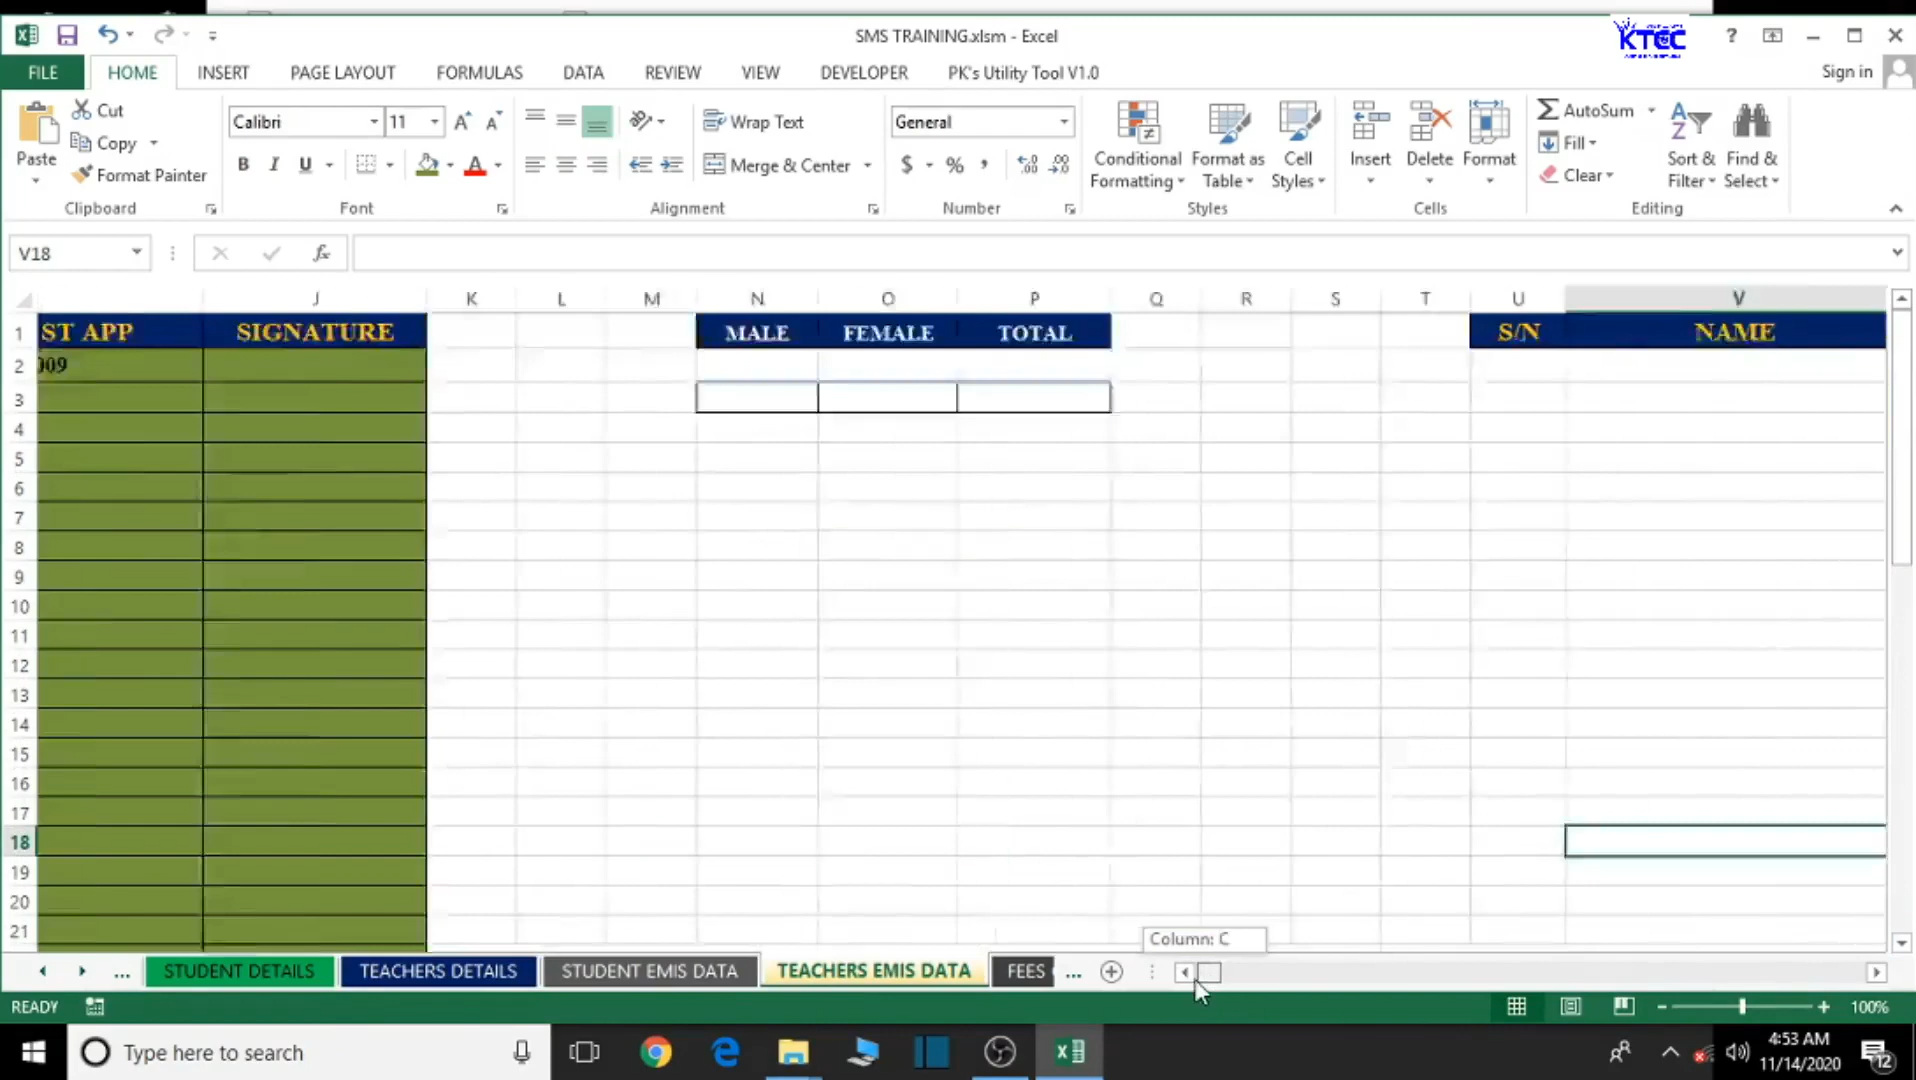 SMS TRAINING.xlsm - Excel
KTEC
?
FILE HOME INSERT PAGE LAYOUT FORMULAS DATA REVIEW VIEW DEVELOPER PK's Utility Tool V1.0 Sign in
Paste
Cut
Copy
Format Painter
Calibri 11
B I U A
Wrap Text
Merge & Center
General
$ % ,
Conditional Formatting
Format as Table
Cell Styles
Insert
Delete
Format
AutoSum
Fill
Clear
Sort & Filter
Find & Select
Clipboard Font Alignment Number Styles Cells Editing
V18 fx
J K L M N O P Q R S T U V
1 ST APP SIGNATURE MALE FEMALE TOTAL S/N NAME
2 009
3
4
5
6
7
8
9
10
11
12
13
14
15
16
17
18
19
20
21
Column: C
... STUDENT DETAILS TEACHERS DETAILS STUDENT EMIS DATA TEACHERS EMIS DATA FEES ...
READY 100%
Type here to search
4:53 AM
11/14/2020
12